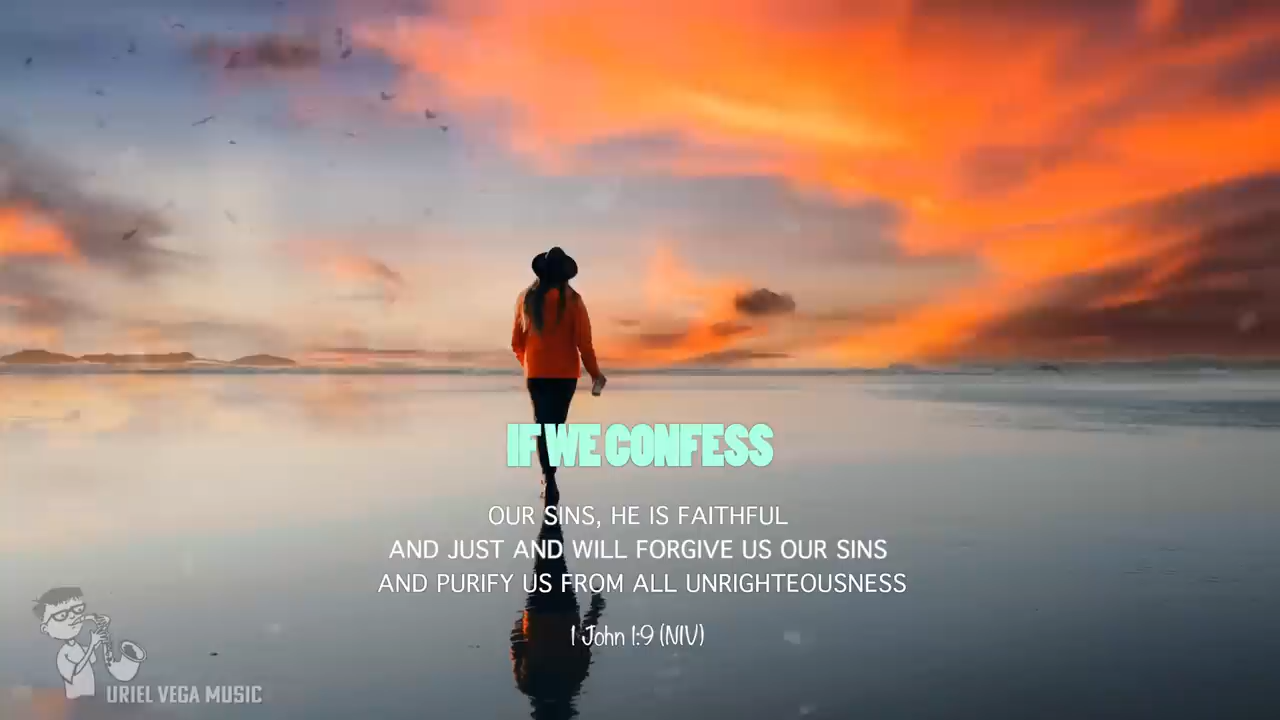 IF WE CONFESS
OUR SINS, HE IS FAITHFUL
AND JUST AND WILL FORGIVE US OUR SINS
AND PURIFY US FROM ALL UNRIGHTEOUSNESS
1 John 1:9 (NIV)
URIEL VEGA MUSIC